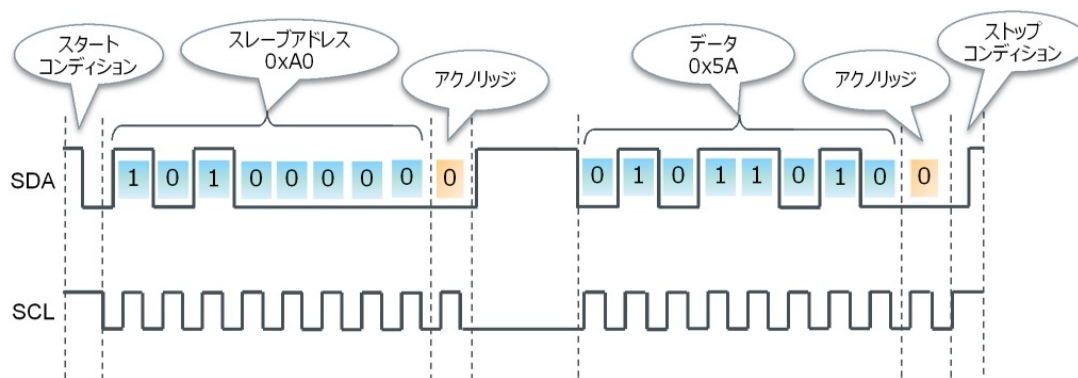 スタート
コンディション
スレーブアドレス
0xA0
アクノリッジ
データ
0x5A
アクノリッジ
ストップ
コンディション
SDA
1 0 1 0 0 0 0 0 0
0 1 0 1 1 0 1 0 0
SCL